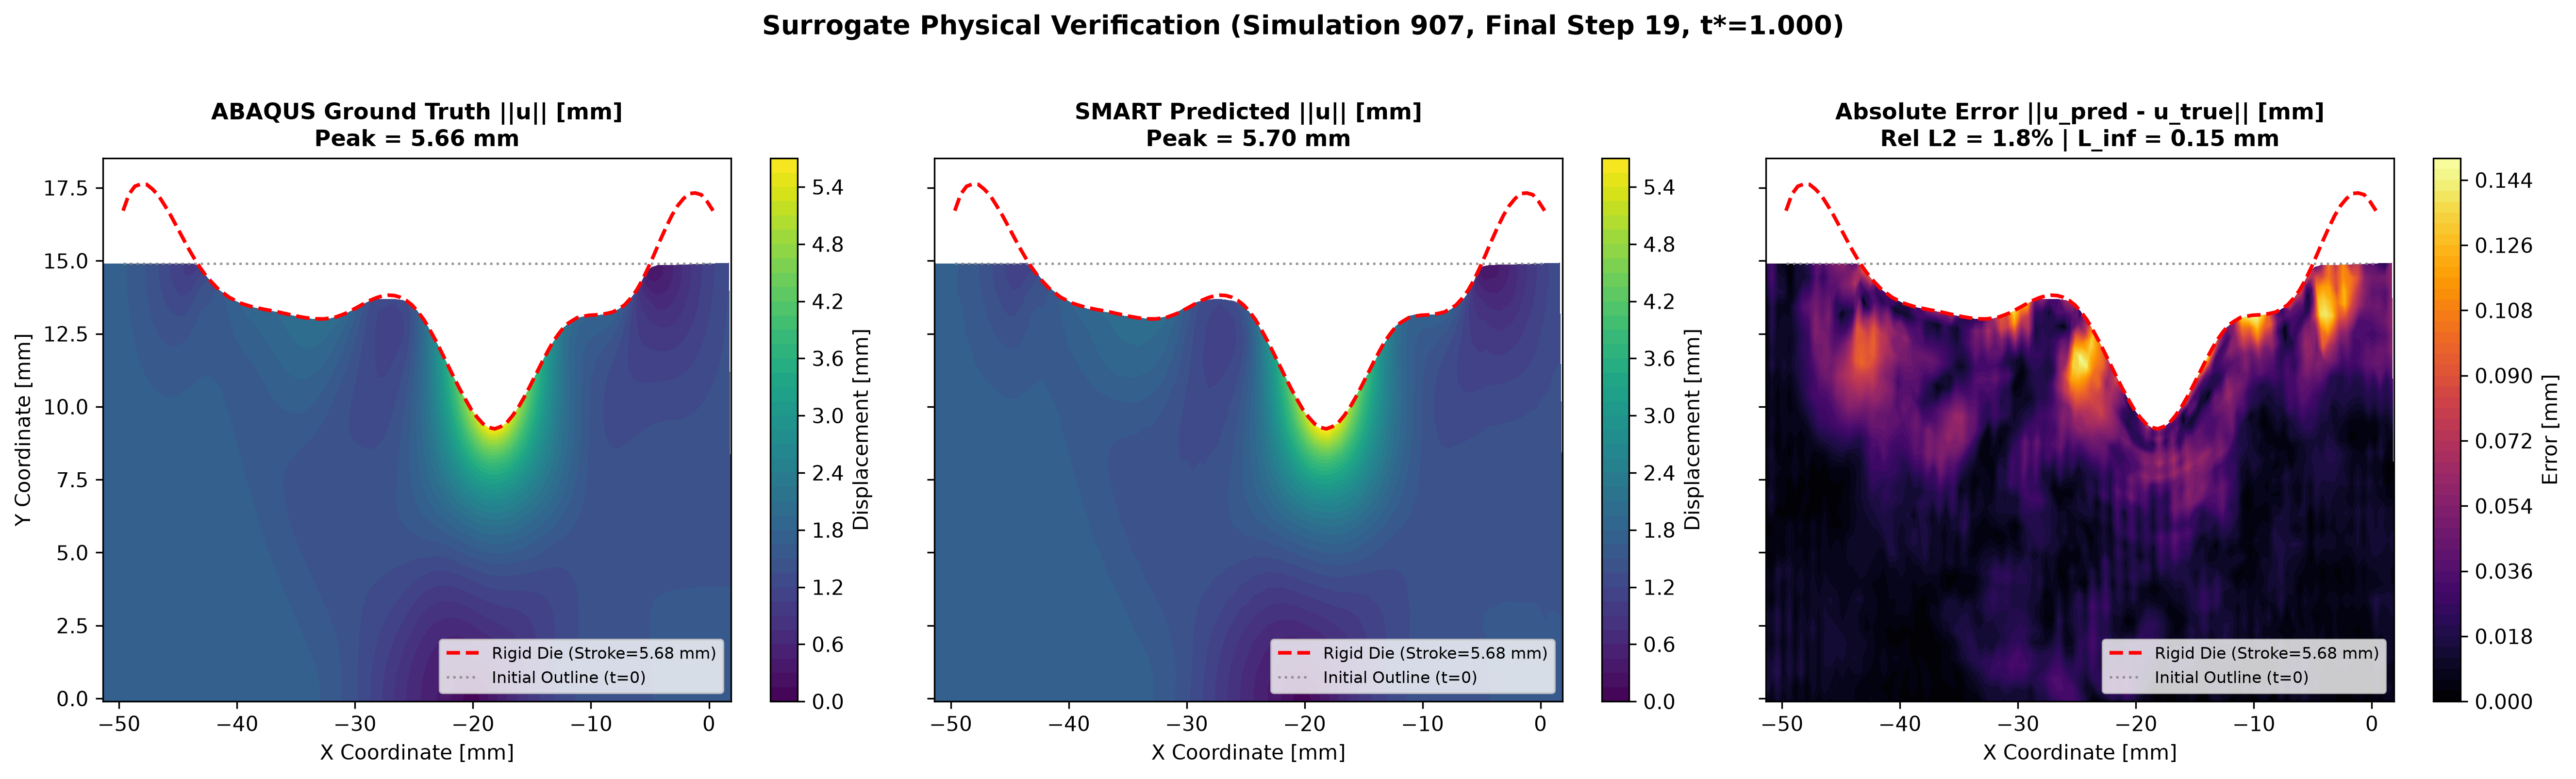 Surrogate Physical Verification (Simulation 907, Final Step 19, t*=1.000)
ABAQUS Ground Truth ||u|| [mm]
Peak = 5.66 mm
17.5
15.0
12.5
10.0
7.5
5.0
2.5
0.0
Y Coordinate [mm]
−50
−40
−30
−20
−10
0
X Coordinate [mm]
Rigid Die (Stroke=5.68 mm)
Initial Outline (t=0)
5.4
4.8
4.2
3.6
3.0
2.4
1.8
1.2
0.6
0.0
Displacement [mm]
SMART Predicted ||u|| [mm]
Peak = 5.70 mm
−50
−40
−30
−20
−10
0
X Coordinate [mm]
Rigid Die (Stroke=5.68 mm)
Initial Outline (t=0)
5.4
4.8
4.2
3.6
3.0
2.4
1.8
1.2
0.6
0.0
Displacement [mm]
Absolute Error ||u_pred - u_true|| [mm]
Rel L2 = 1.8% | L_inf = 0.15 mm
−50
−40
−30
−20
−10
0
X Coordinate [mm]
Rigid Die (Stroke=5.68 mm)
Initial Outline (t=0)
0.144
0.126
0.108
0.090
0.072
0.054
0.036
0.018
0.000
Error [mm]